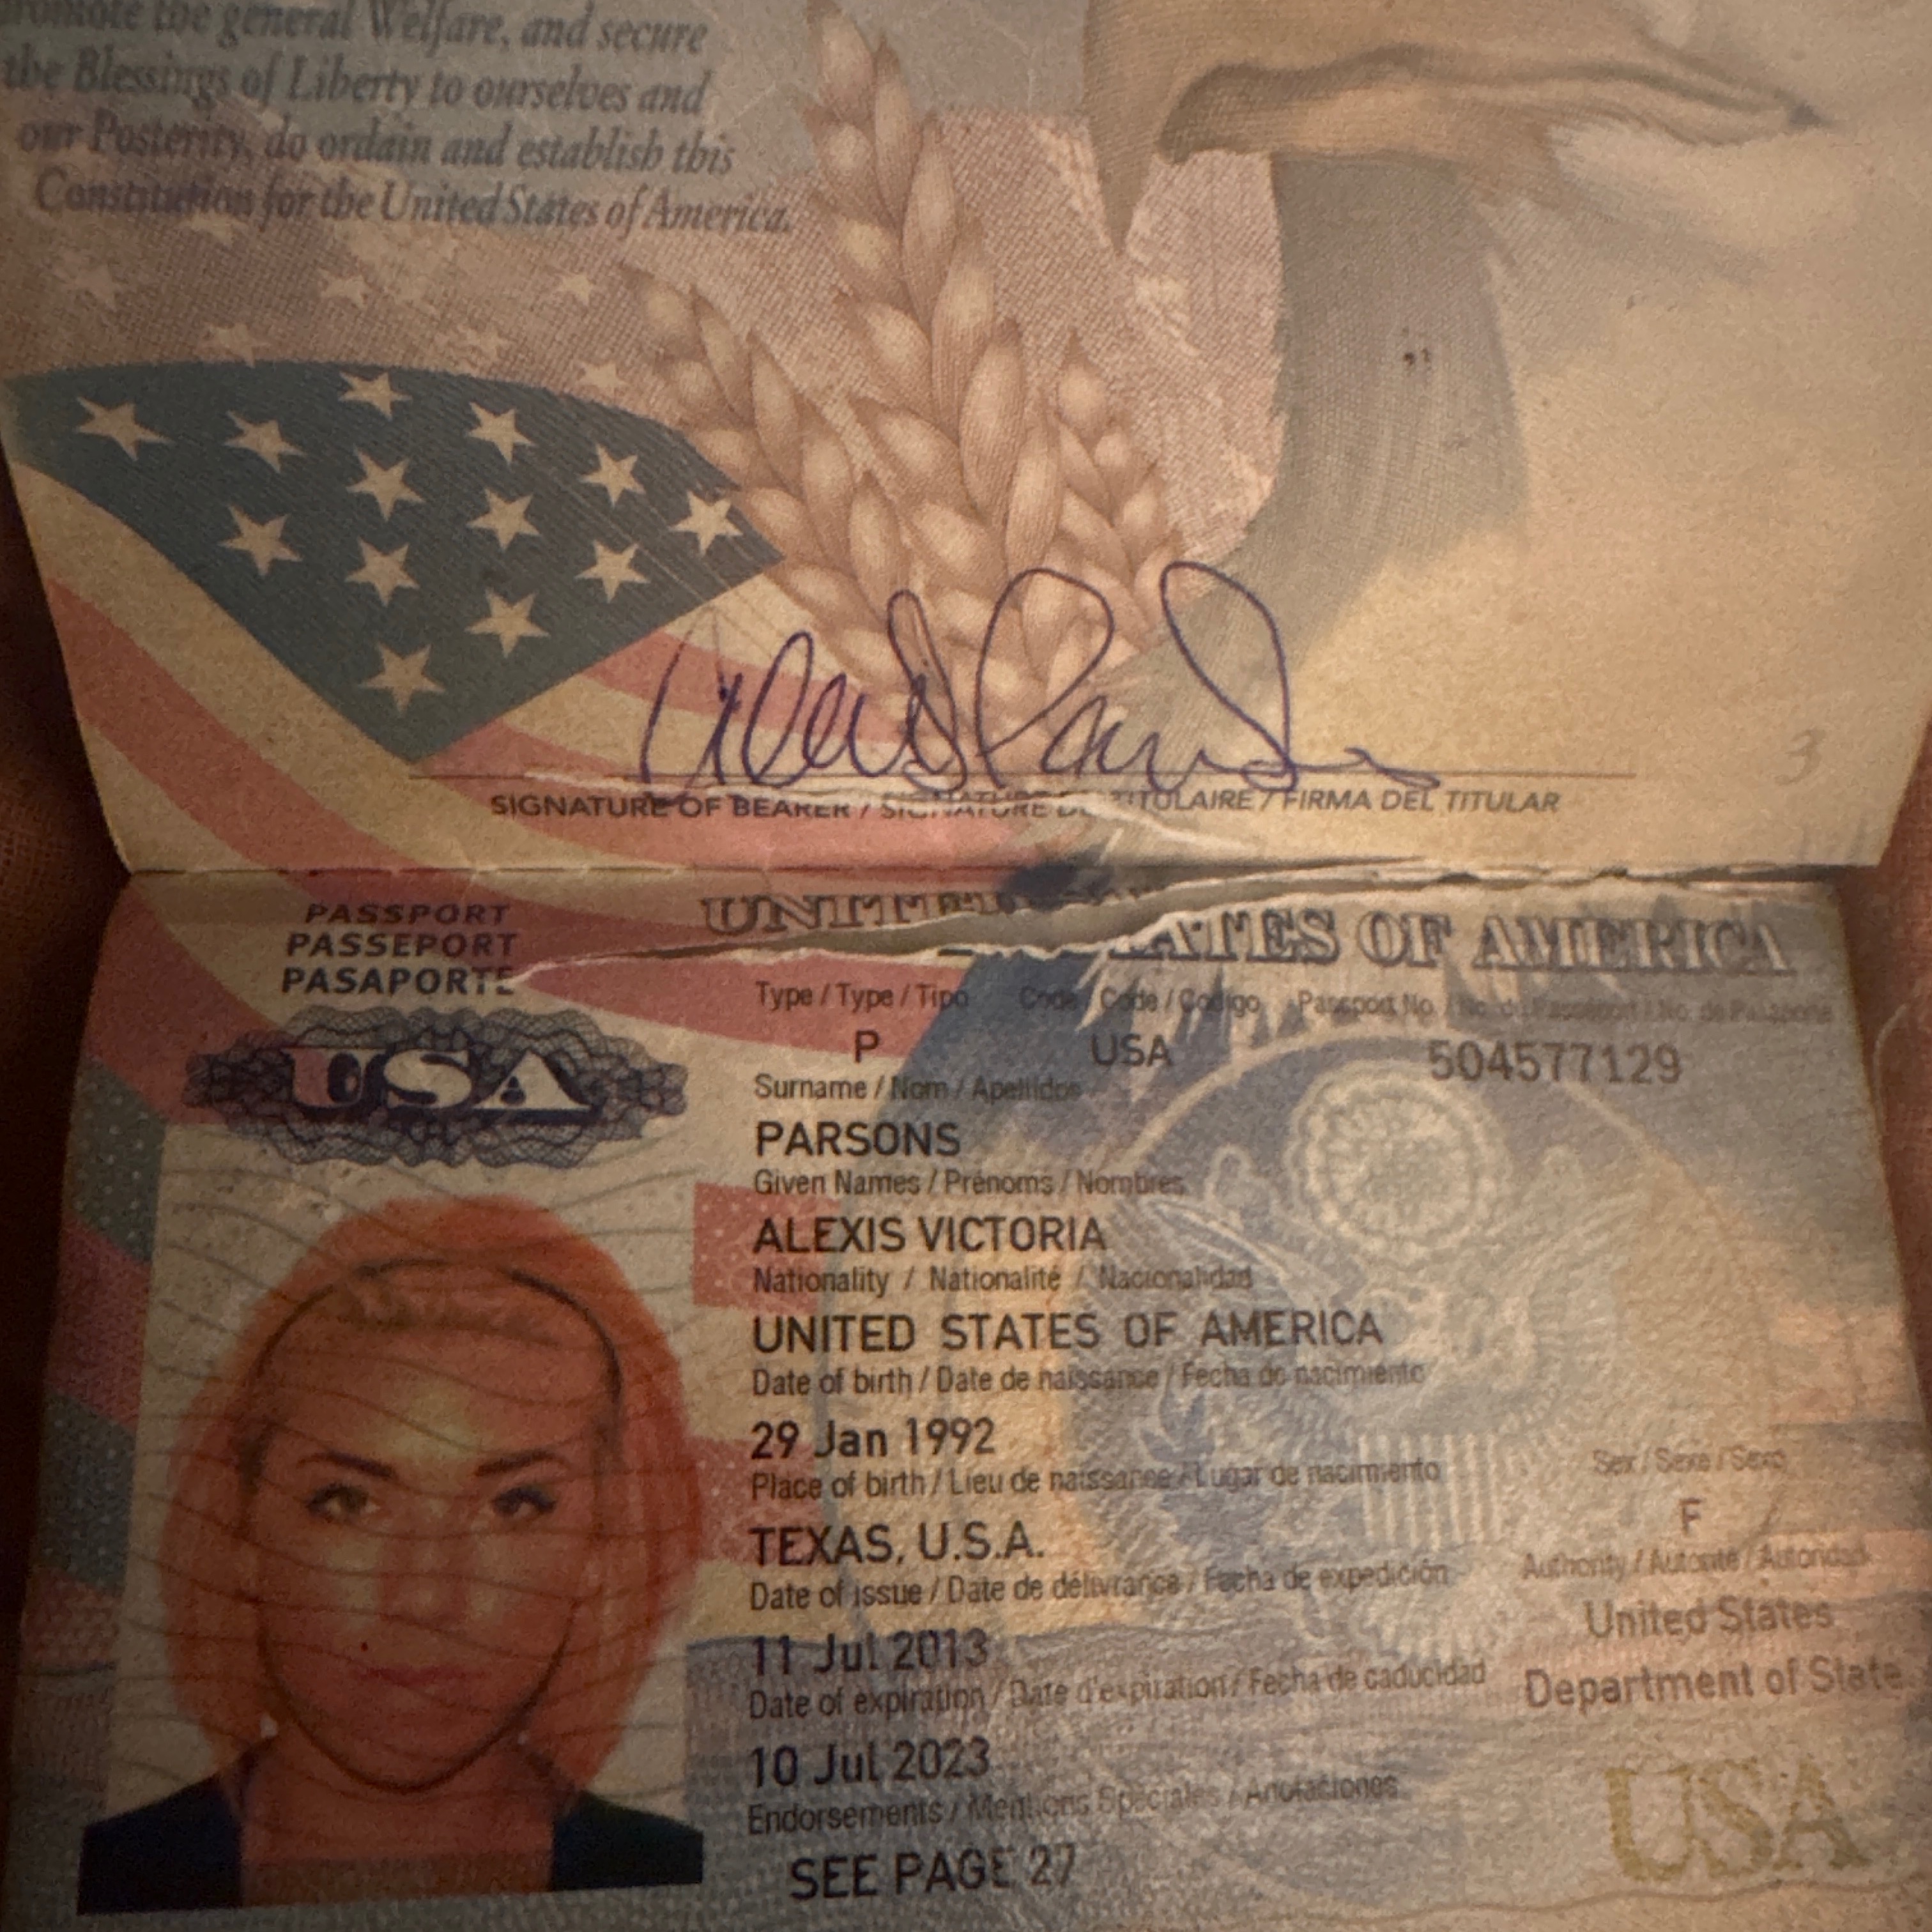 the general Welfare, and secure
the Blessings of Liberty to ourselves and
our Posterity, do ordain and establish this
Constitution for the United States of America.
Alexis Parsons
3
SIGNATURE OF BEARER / SIGNATURE DU TITULAIRE / FIRMA DEL TITULAR
PASSPORT
PASSEPORT
PASAPORTE
USA
UNITED STATES OF AMERICA
Type / Type / Tipo Code / Code / Codigo Passport No. / No. du Passeport / No. de Pasaporte
P USA 504577129
Surname / Nom / Apellidos
PARSONS
Given Names / Prénoms / Nombres
ALEXIS VICTORIA
Nationality / Nationalité / Nacionalidad
UNITED STATES OF AMERICA
Date of birth / Date de naissance / Fecha de nacimiento
29 Jan 1992
Place of birth / Lieu de naissance / Lugar de nacimiento
Sex / Sexe / Sexo
TEXAS, U.S.A.
F
Date of issue / Date de délivrance / Fecha de expedición
Authority / Autorité / Autoridad
11 Jul 2013
United States
Date of expiration / Date d'expiration / Fecha de caducidad
Department of State
10 Jul 2023
Endorsements / Mentions Spéciales / Anotaciones
SEE PAGE 27
USA